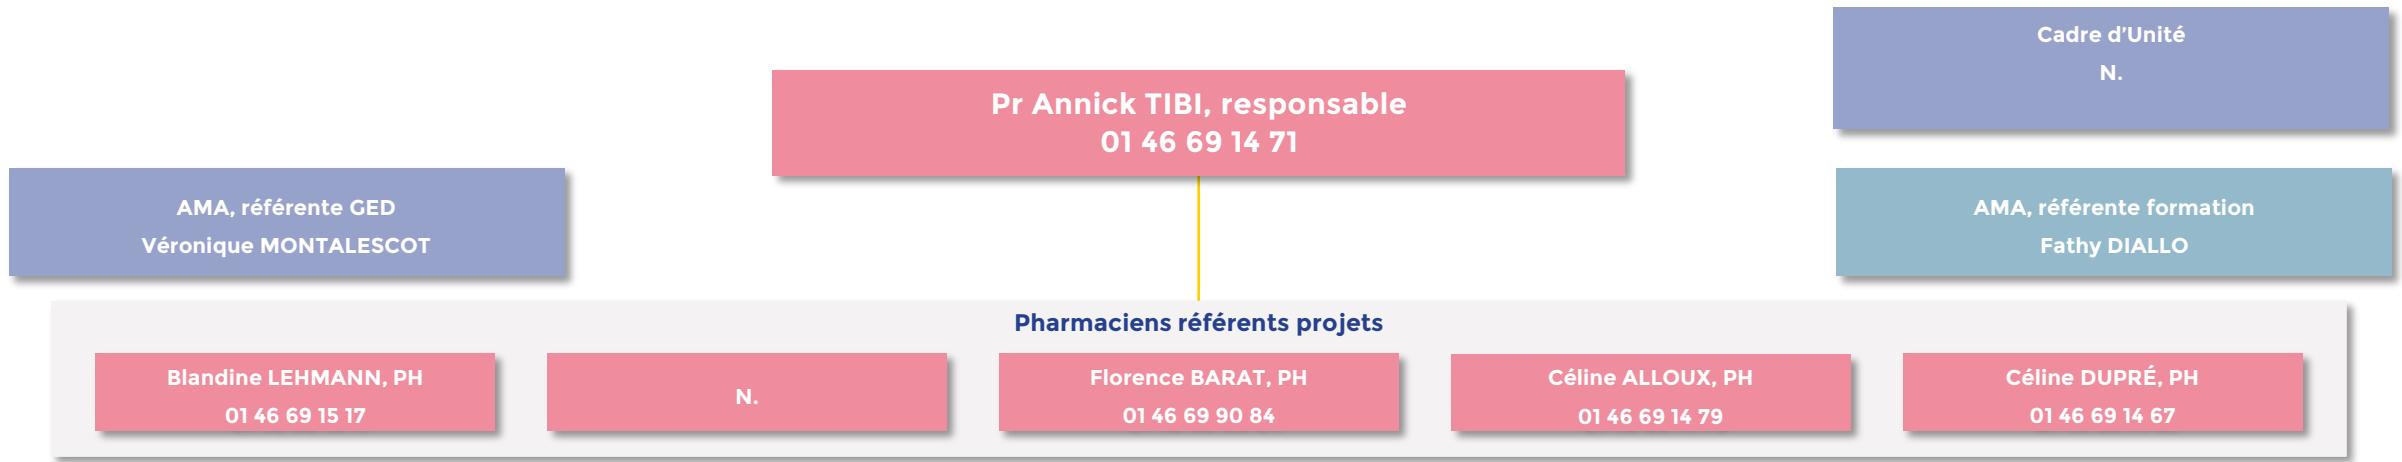 Cadre d'Unité
N.
Pr Annick TIBI, responsable
01 46 69 14 71
AMA, référente GED
Véronique MONTALESCOT
AMA, référente formation
Fathy DIALLO
Pharmaciens référents projets
Blandine LEHMANN, PH
01 46 69 15 17
N.
Florence BARAT, PH
01 46 69 90 84
Céline ALLOUX, PH
01 46 69 14 79
Céline DUPRÉ, PH
01 46 69 14 67